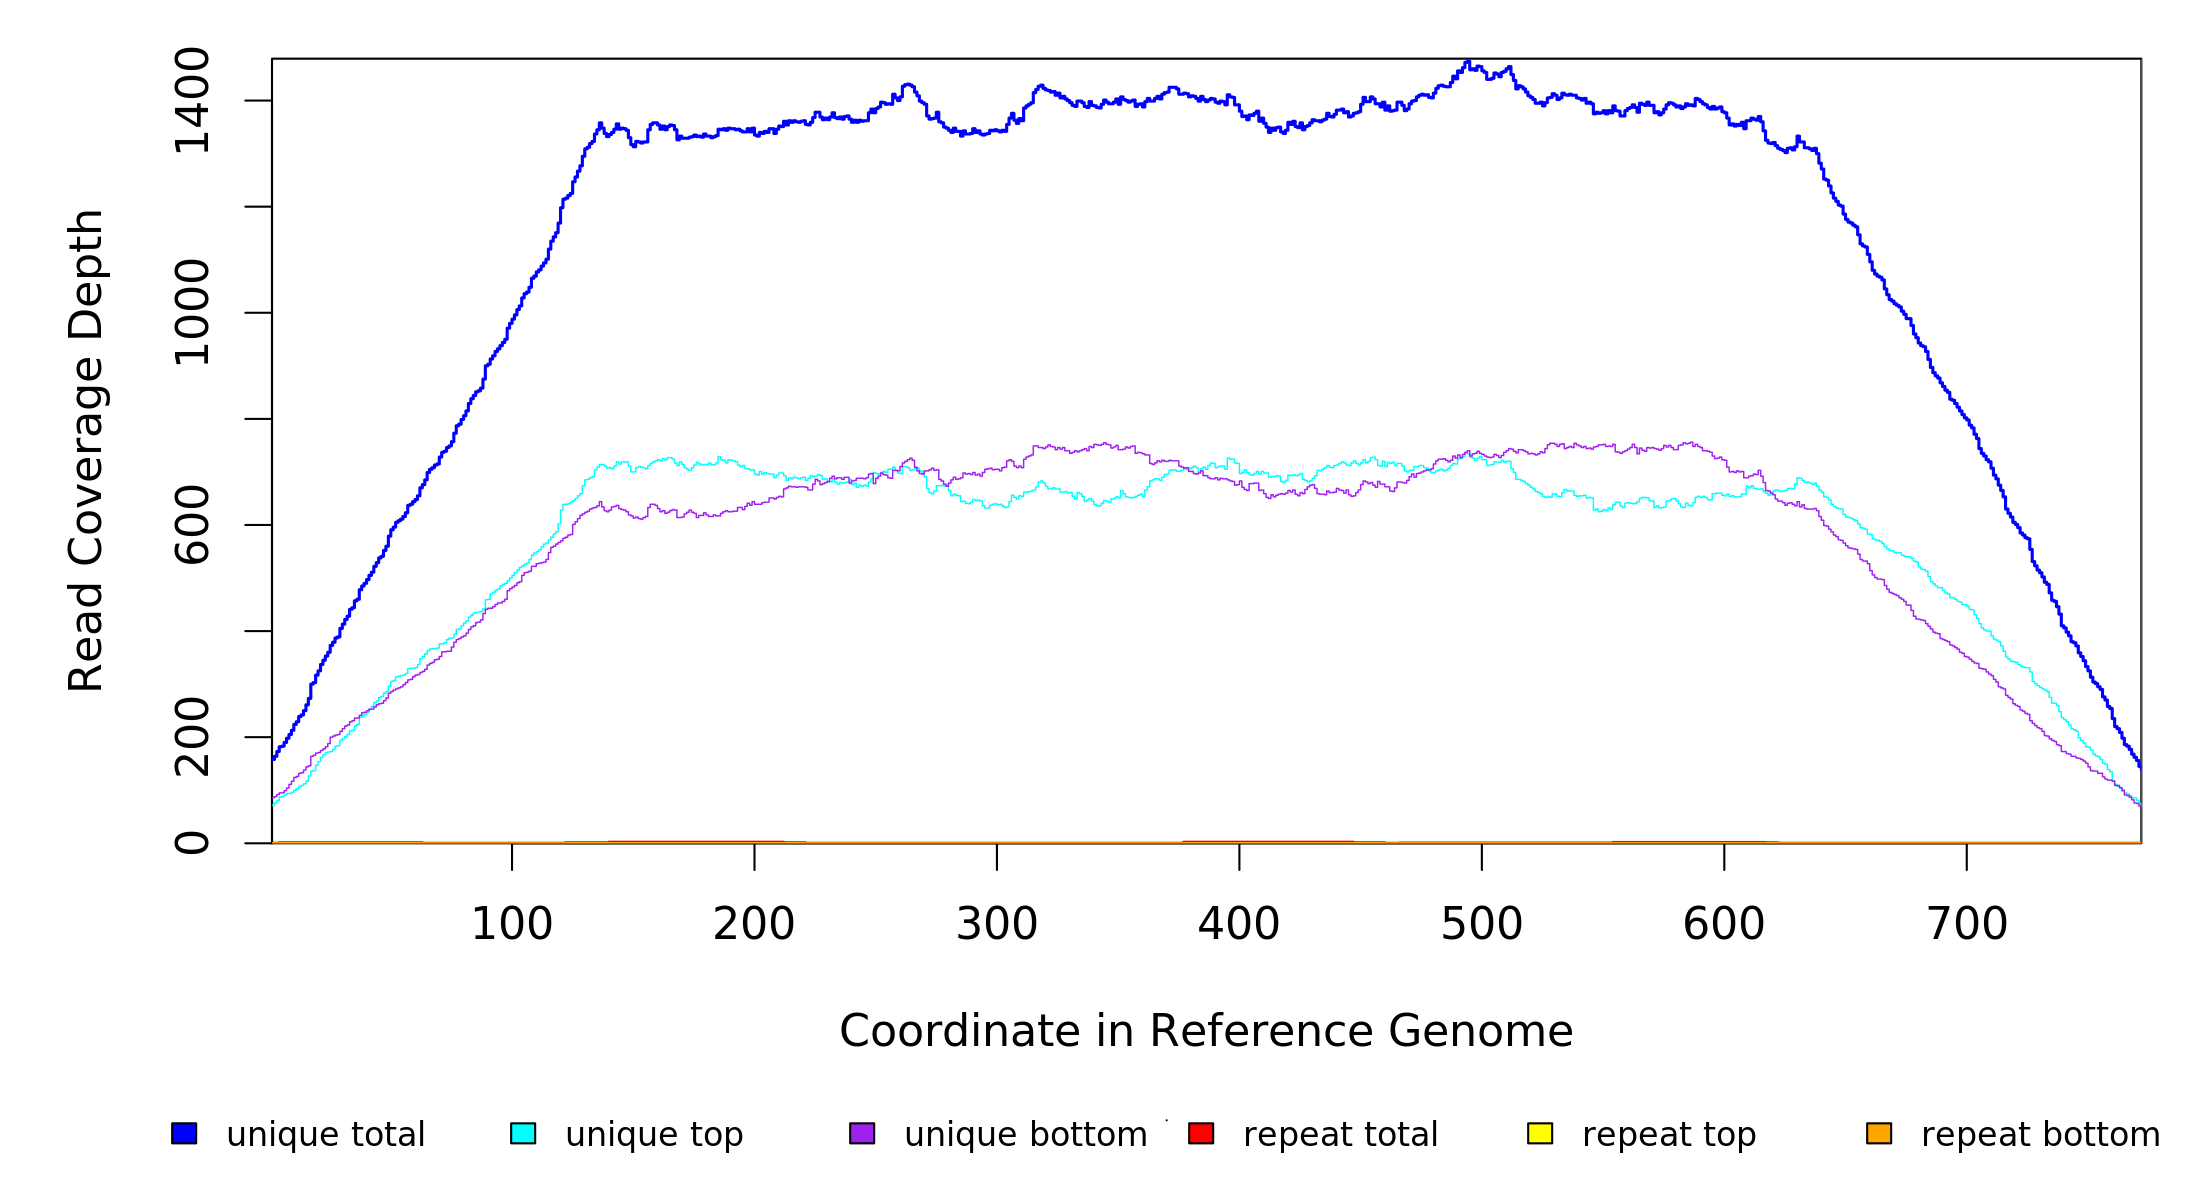 Read Coverage Depth
1400
1000
600
200
0
100 200 300 400 500 600 700
Coordinate in Reference Genome
unique total unique top unique bottom repeat total repeat top repeat bottom